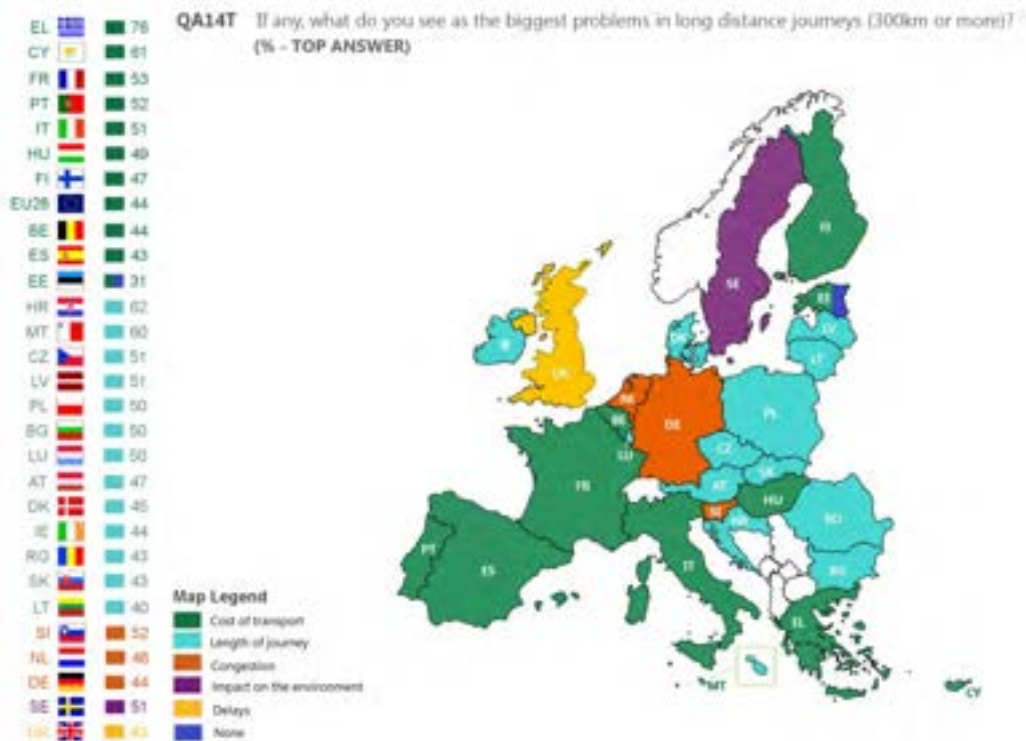 QA14T If any, what do you see as the biggest problems in long distance journeys (300km or more)?
(% - TOP ANSWER)
EL 76
CY 61
FR 53
PT 52
IT 51
HU 49
FI 47
EU28 44
BE 44
ES 43
EE 31
HR 62
MT 60
CZ 51
LV 51
PL 50
BG 50
LU 50
AT 47
DK 45
IE 44
RO 43
SK 43
LT 40
SI 52
NL 46
DE 44
SE 51
UK 43
Map Legend
Cost of transport
Length of journey
Congestion
Impact on the environment
Delays
None
FI
SE
EE
LV
LT
DK
UK
NL
BE
DE
PL
LU
CZ
SK
AT
HU
FR
SI
HR
RO
BG
PT
ES
IT
EL
MT
CY